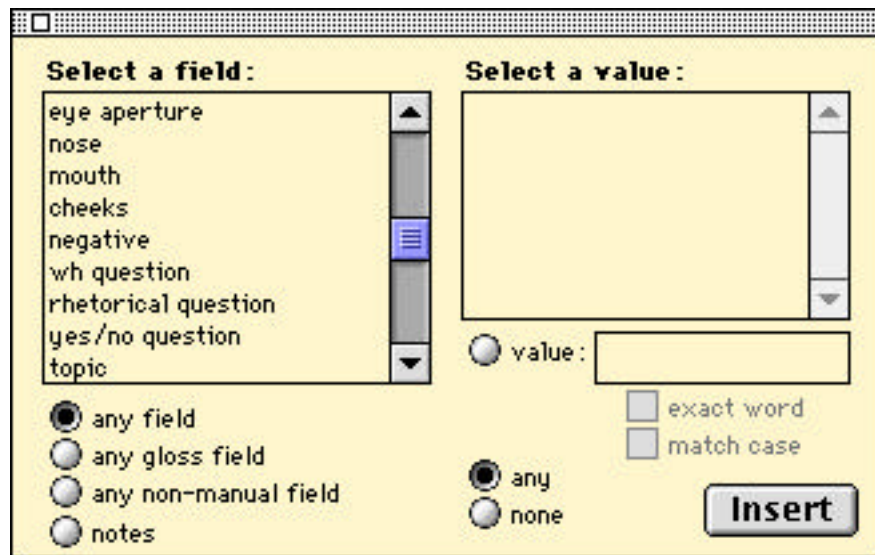 Select a field:
eye aperture
nose
mouth
cheeks
negative
wh question
rhetorical question
yes/no question
topic
any field
any gloss field
any non-manual field
notes
Select a value:
value:
exact word
match case
any
none
Insert